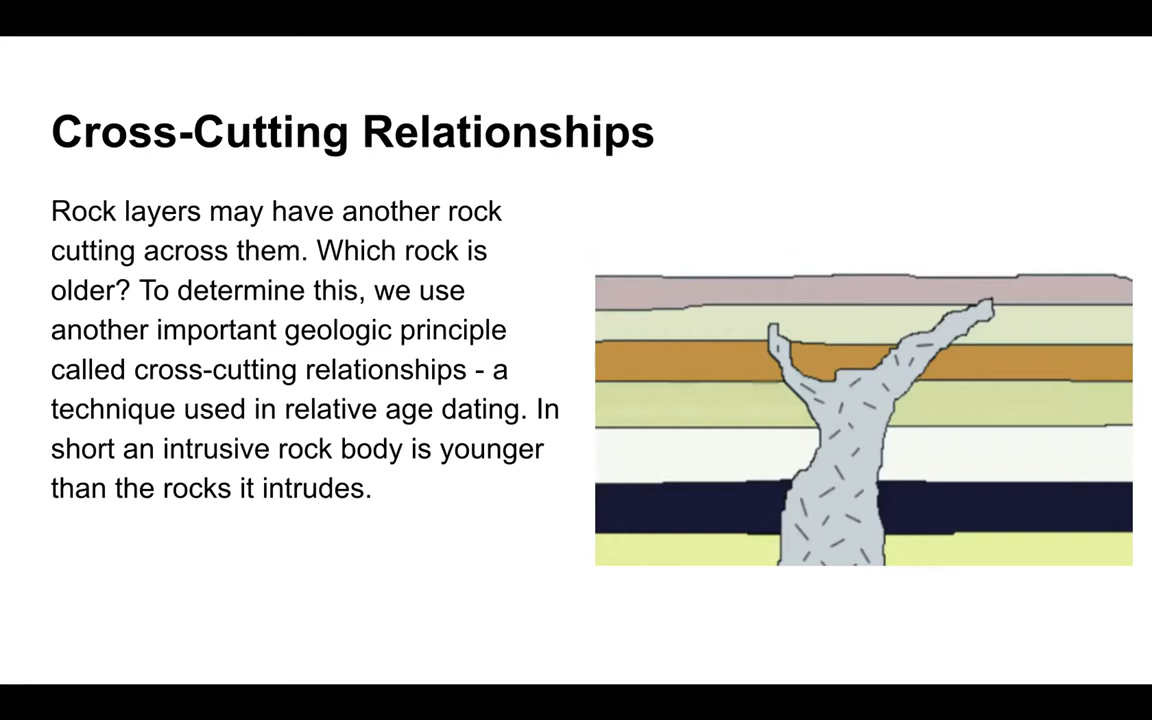 Cross-Cutting Relationships
Rock layers may have another rock
cutting across them. Which rock is
older? To determine this, we use
another important geologic principle
called cross-cutting relationships - a
technique used in relative age dating. In
short an intrusive rock body is younger
than the rocks it intrudes.